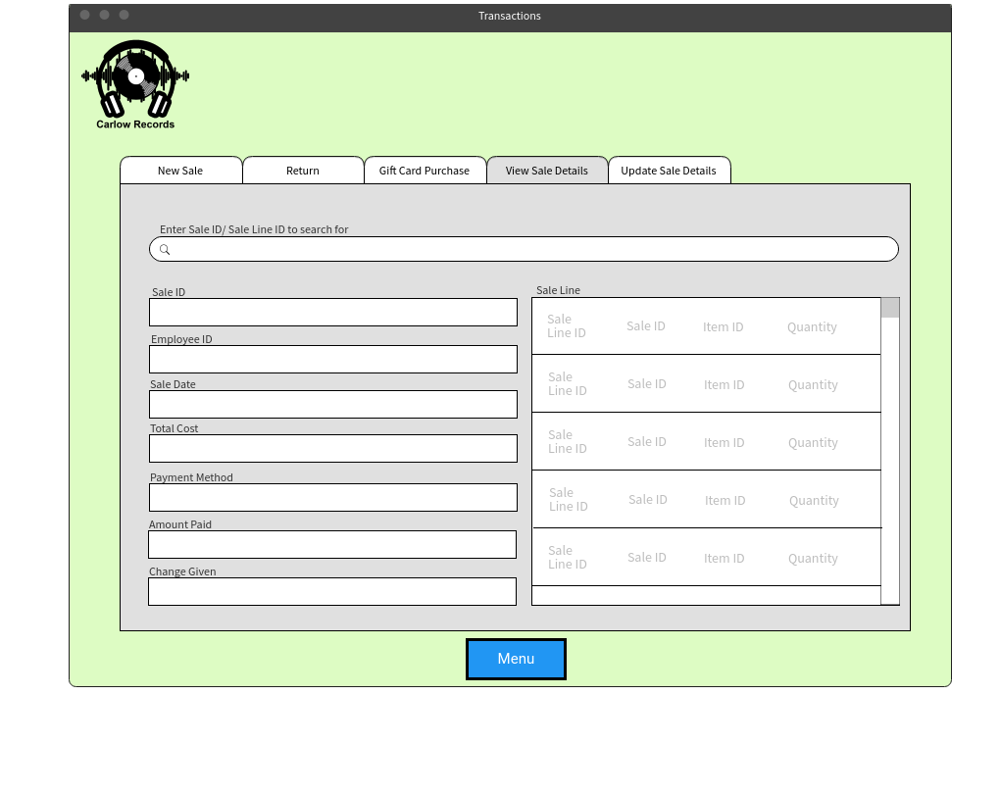 Transactions
Carlow Records
New Sale
Return
Gift Card Purchase
View Sale Details
Update Sale Details
Enter Sale ID/ Sale Line ID to search for
Sale ID
Employee ID
Sale Date
Total Cost
Payment Method
Amount Paid
Change Given
Sale Line
Sale
Line ID
Sale ID
Item ID
Quantity
Sale
Line ID
Sale ID
Item ID
Quantity
Sale
Line ID
Sale ID
Item ID
Quantity
Sale
Line ID
Sale ID
Item ID
Quantity
Sale
Line ID
Sale ID
Item ID
Quantity
Menu